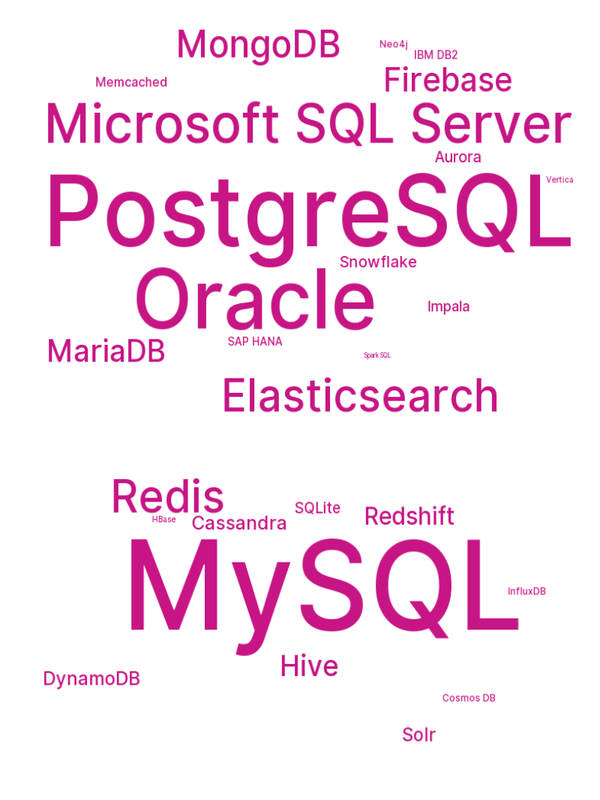 MongoDB
Neo4j
IBM DB2
Memcached
Firebase
Microsoft SQL Server
Aurora
PostgreSQL
Vertica
Snowflake
Oracle
Impala
SAP HANA
MariaDB
Spark SQL
Elasticsearch
Redis
SQLite
HBase
Cassandra
Redshift
MySQL
InfluxDB
Hive
DynamoDB
Cosmos DB
Solr